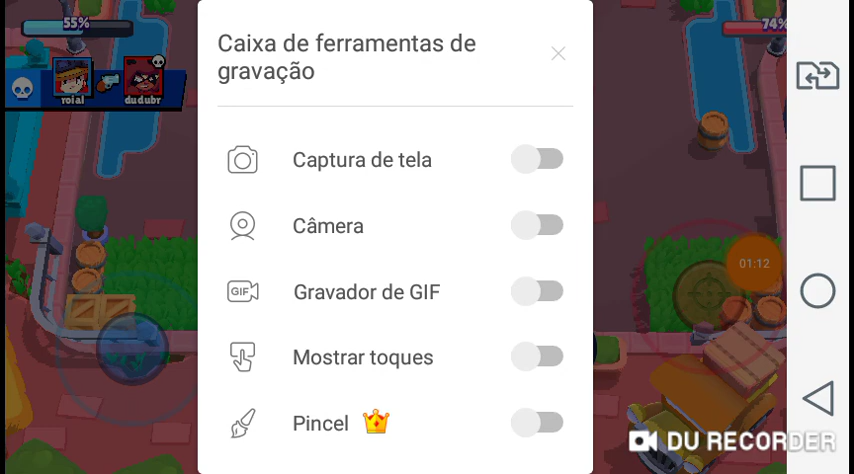 55%
74%
roial
dudubr
Caixa de ferramentas de
gravação
Captura de tela
Câmera
GIF
Gravador de GIF
01:12
Mostrar toques
Pincel
DU RECORDER